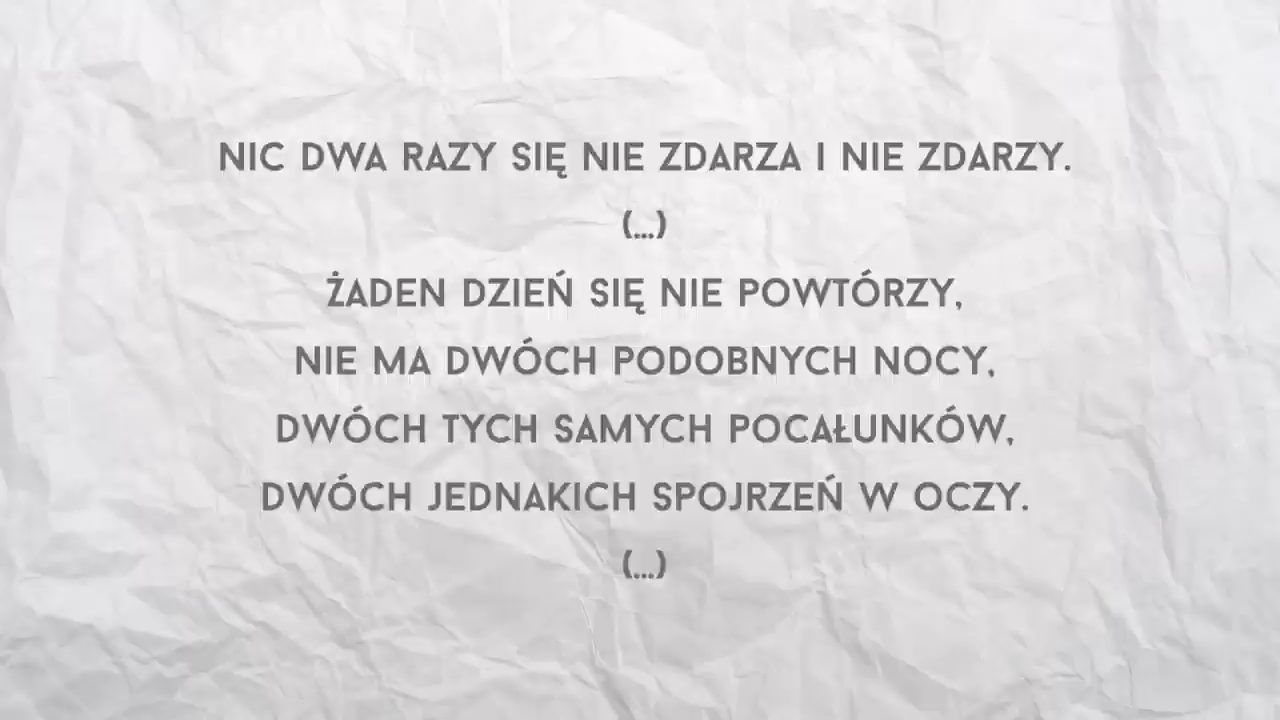 NIC DWA RAZY SIĘ NIE ZDARZA I NIE ZDARZY.
(...)
ŻADEN DZIEŃ SIĘ NIE POWTÓRZY,
NIE MA DWÓCH PODOBNYCH NOCY,
DWÓCH TYCH SAMYCH POCAŁUNKÓW,
DWÓCH JEDNAKICH SPOJRZEŃ W OCZY.
(...)